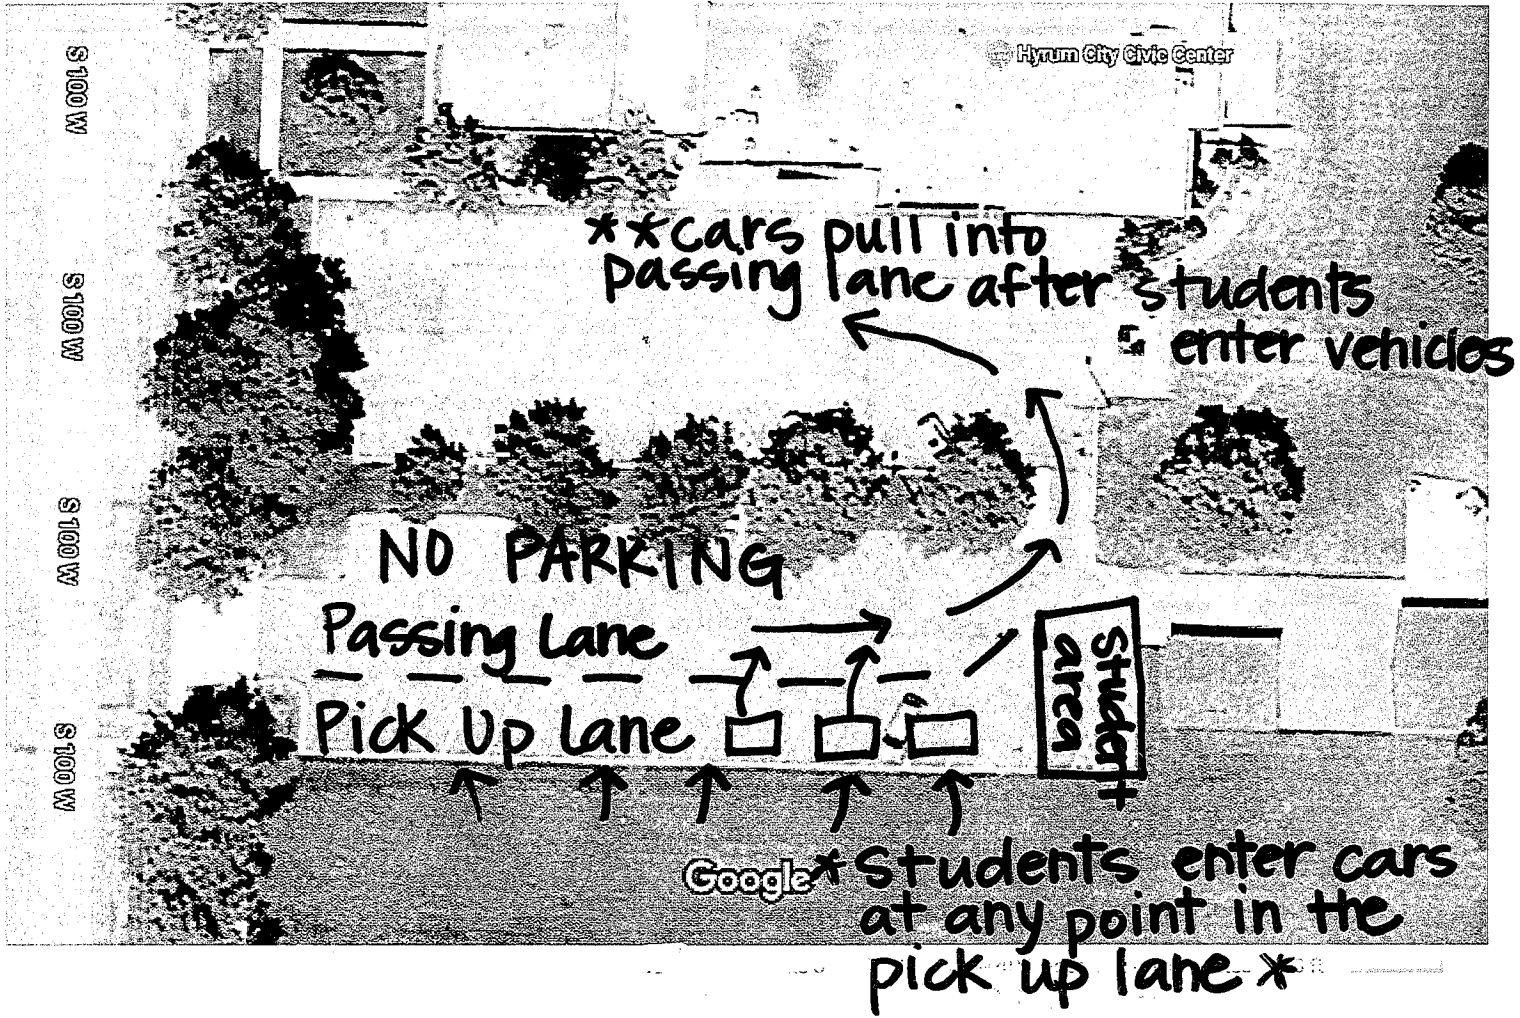 Hyrum City Civic Center
S 100 W
S 100 W
S 100 W
S 100 W
**cars pull into
passing lane after students
enter vehicles
NO PARKING
Passing Lane
Pick Up Lane
Student
area
Google
*Students enter cars
at any point in the
pick up lane*